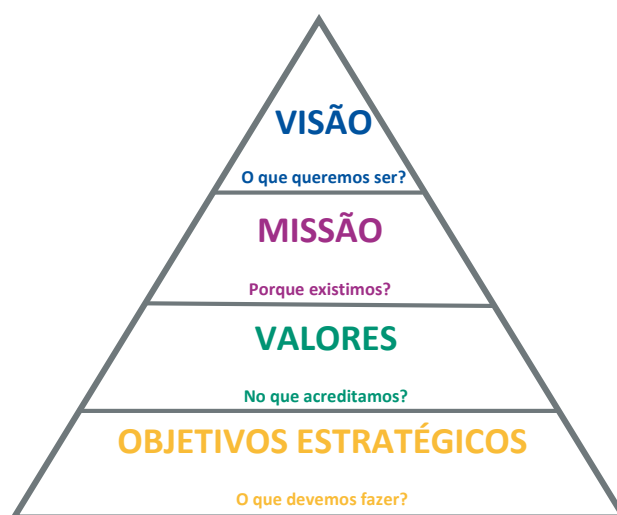 VISÃO
O que queremos ser?
MISSÃO
Porque existimos?
VALORES
No que acreditamos?
OBJETIVOS ESTRATÉGICOS
O que devemos fazer?